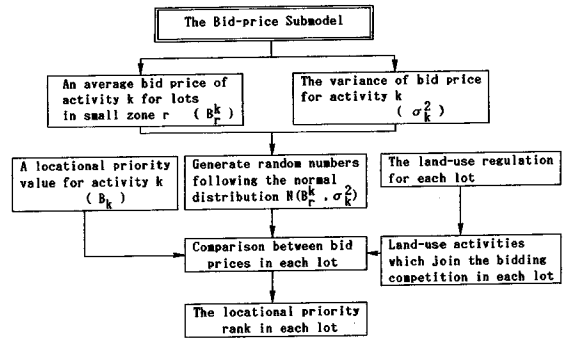 The Bid-price Submodel
An average bid price of
activity k for lots
in small zone r ( B_r^k )
The variance of bid price
for activity k
( σ_k^2 )
A locational priority
value for activity k
( B_k )
Generate random numbers
following the normal
distribution N(B_r^k , σ_k^2)
The land-use regulation
for each lot
Comparison between bid
prices in each lot
Land-use activities
which join the bidding
competition in each lot
The locational priority
rank in each lot